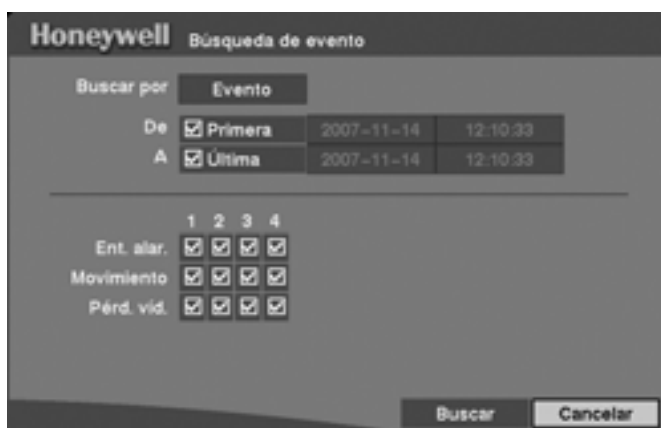 Honeywell Búsqueda de evento
Buscar por Evento
De Primera 2007-11-14 12:10:33
A Última 2007-11-14 12:10:33
1 2 3 4
Ent. alar.
Movimiento
Pérd. víd.
Buscar Cancelar